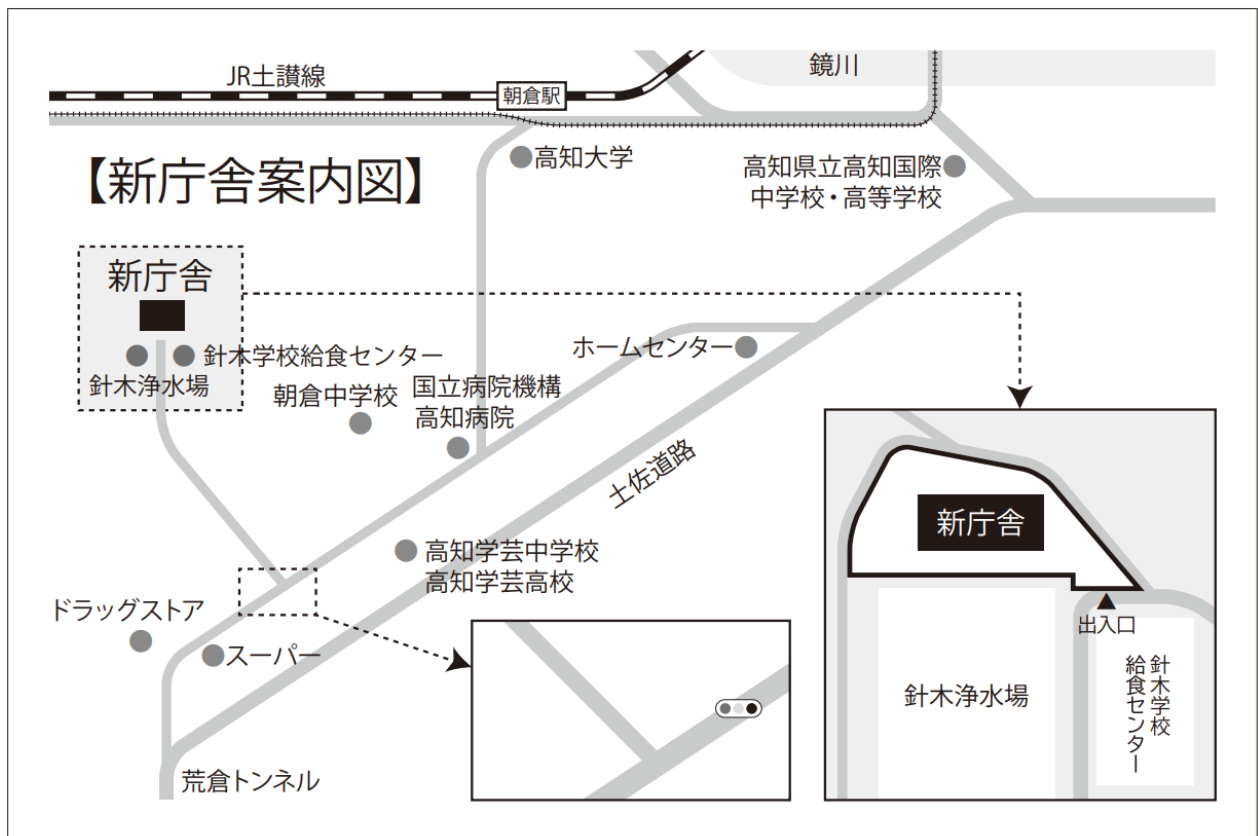 JR土讃線
朝倉駅
鏡川
【新庁舎案内図】
高知大学
高知県立高知国際
中学校・高等学校
新庁舎
針木学校給食センター
針木浄水場
朝倉中学校
国立病院機構
高知病院
ホームセンター
土佐道路
高知学芸中学校
高知学芸高校
ドラッグストア
スーパー
荒倉トンネル
新庁舎
出入口
針木浄水場
針木学校
給食センター